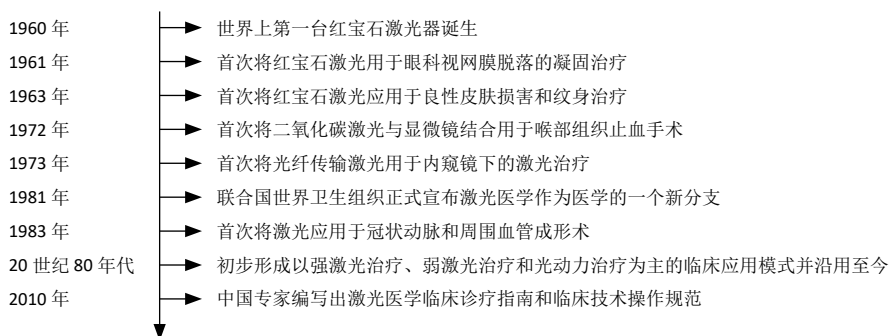 1960 年 世界上第一台红宝石激光器诞生
1961 年 首次将红宝石激光用于眼科视网膜脱落的凝固治疗
1963 年 首次将红宝石激光应用于良性皮肤损害和纹身治疗
1972 年 首次将二氧化碳激光与显微镜结合用于喉部组织止血手术
1973 年 首次将光纤传输激光用于内窥镜下的激光治疗
1981 年 联合国世界卫生组织正式宣布激光医学作为医学的一个新分支
1983 年 首次将激光应用于冠状动脉和周围血管成形术
20 世纪 80 年代 初步形成以强激光治疗、弱激光治疗和光动力治疗为主的临床应用模式并沿用至今
2010 年 中国专家编写出激光医学临床诊疗指南和临床技术操作规范